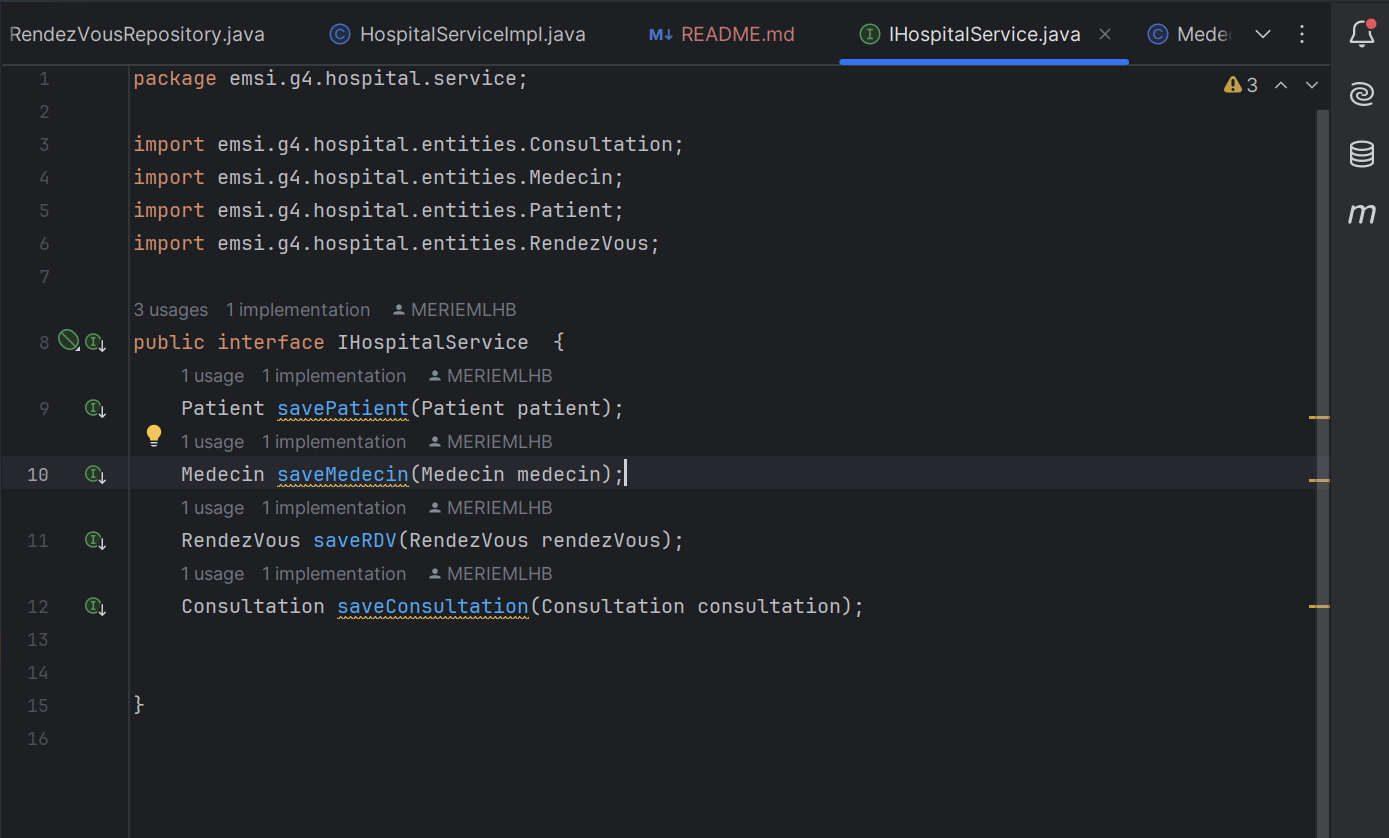 RendezVousRepository.java HospitalServiceImpl.java M↓ README.md IHospitalService.java Mede
3
1 package emsi.g4.hospital.service;
2
3 import emsi.g4.hospital.entities.Consultation;
4 import emsi.g4.hospital.entities.Medecin;
5 import emsi.g4.hospital.entities.Patient;
6 import emsi.g4.hospital.entities.RendezVous;
7
3 usages 1 implementation MERIEMLHB
8 public interface IHospitalService {
1 usage 1 implementation MERIEMLHB
9 Patient savePatient(Patient patient);
1 usage 1 implementation MERIEMLHB
10 Medecin saveMedecin(Medecin medecin);
1 usage 1 implementation MERIEMLHB
11 RendezVous saveRDV(RendezVous rendezVous);
1 usage 1 implementation MERIEMLHB
12 Consultation saveConsultation(Consultation consultation);
13
14
15 }
16